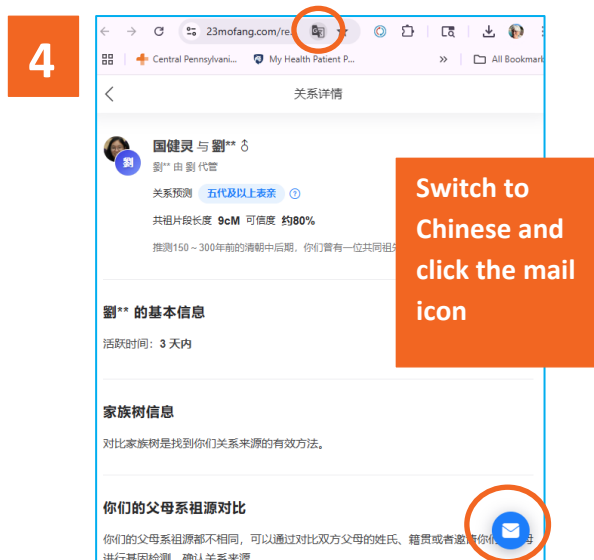 4
23mofang.com/re
Central Pennsylvani...
My Health Patient P...
»
All Bookmark
关系详情
国健灵 与 劉** ♂
劉
劉** 由 劉 代管
关系预测 五代及以上表亲 ?
共祖片段长度 9cM 可信度 约80%
推测150～300年前的清朝中后期，你们曾有一位共同祖
Switch to
Chinese and
click the mail
icon
劉** 的基本信息
活跃时间：3 天内
家族树信息
对比家族树是找到你们关系来源的有效方法。
你们的父母系祖源对比
你们的父母系祖源都不相同，可以通过对比双方父母的姓氏、籍贯或者邀请你
进行基因检测，确认关系来源